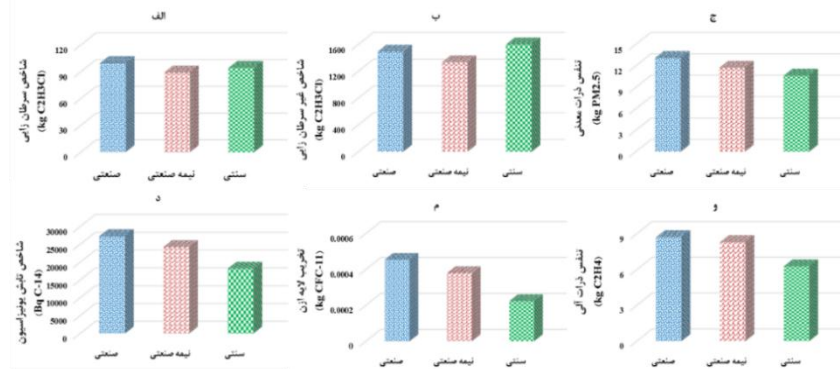 الف
شاخص سرطان زایی
(kg C2H3Cl)
120
90
60
30
0
صنعتی
نیمه صنعتی
سنتی
ب
شاخص غیر سرطان زایی
(kg C2H3Cl)
1600
1200
800
400
0
صنعتی
نیمه صنعتی
سنتی
ج
تنفس ذرات معدنی
(kg PM2.5)
15
12
9
6
3
0
صنعتی
نیمه صنعتی
سنتی
د
شاخص تابش یونیزاسیون
(Bq C-14)
30000
25000
20000
15000
10000
5000
0
صنعتی
نیمه صنعتی
سنتی
م
تخریب لایه ازن
(kg CFC-11)
0,0006
0,0004
0,0002
0
صنعتی
نیمه صنعتی
سنتی
و
تنفس ذرات آلی
(kg C2H4)
9
6
3
0
صنعتی
نیمه صنعتی
سنتی